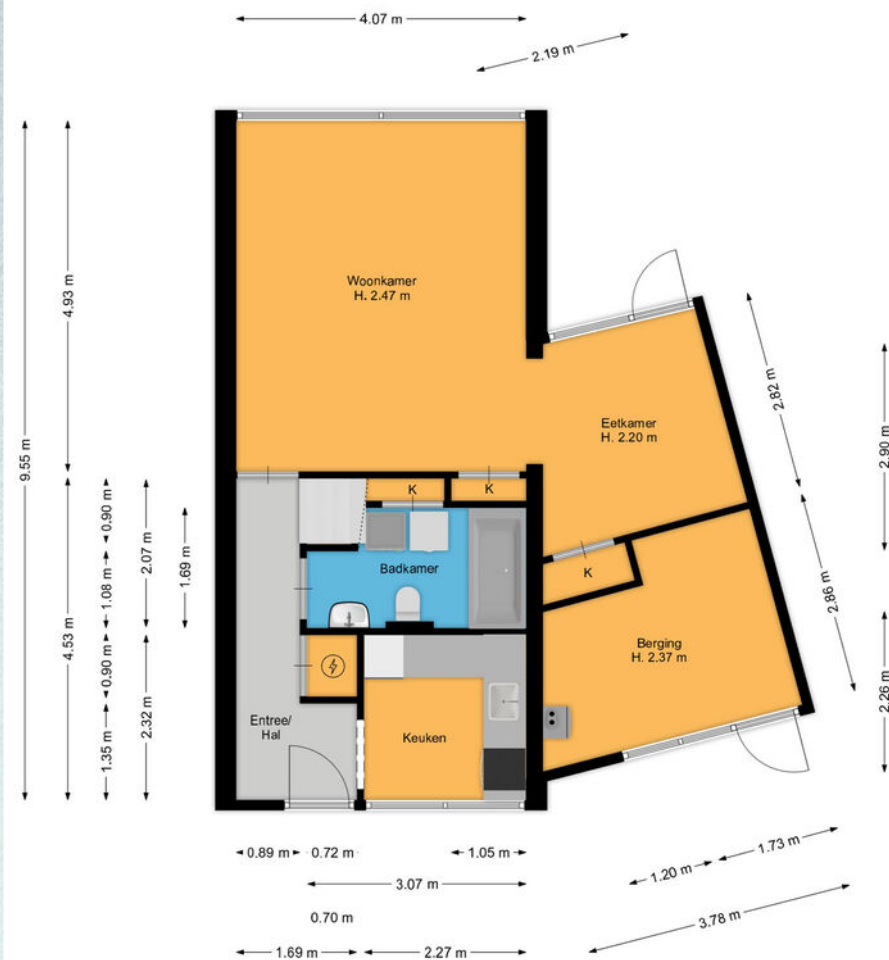 4.07 m
2.19 m
9.55 m
4.93 m
Woonkamer
H. 2.47 m
2.82 m
2.90 m
Eetkamer
H. 2.20 m
4.53 m
0.90 m
1.08 m
0.90 m
1.35 m
2.07 m
2.32 m
1.69 m
K
K
K
Badkamer
2.86 m
2.26 m
Berging
H. 2.37 m
Entree/
Hal
Keuken
0.89 m
0.72 m
1.05 m
3.07 m
0.70 m
1.69 m
2.27 m
1.20 m
1.73 m
3.78 m